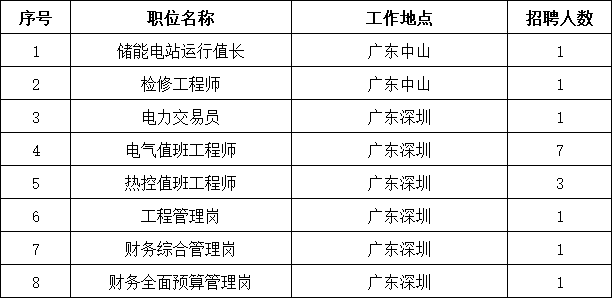 序号 职位名称 工作地点 招聘人数
1 储能电站运行值长 广东中山 1
2 检修工程师 广东中山 1
3 电力交易员 广东深圳 1
4 电气值班工程师 广东深圳 7
5 热控值班工程师 广东深圳 3
6 工程管理岗 广东深圳 1
7 财务综合管理岗 广东深圳 1
8 财务全面预算管理岗 广东深圳 1